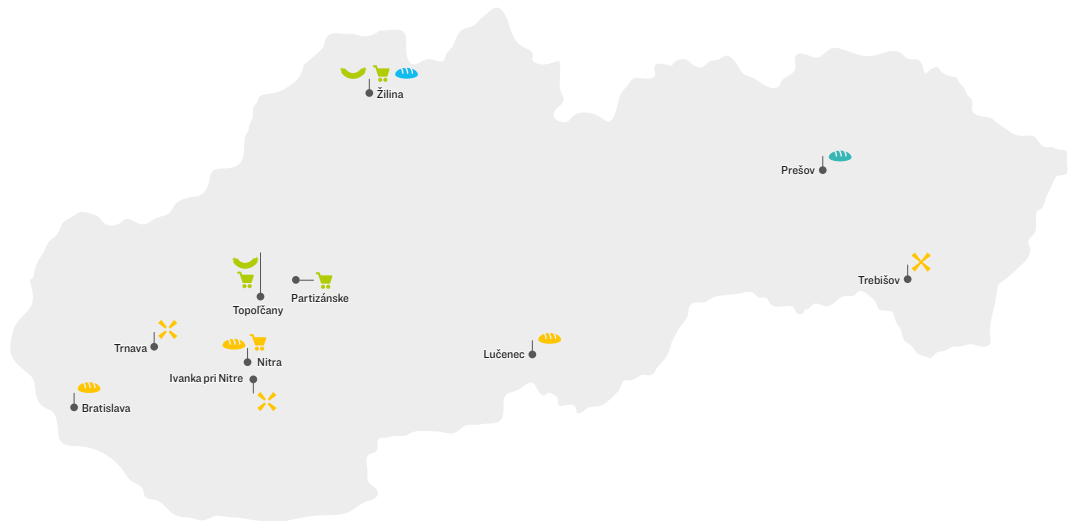 Žilina
Prešov
Trebišov
Partizánske
Topoľčany
Trnava
Lučenec
Nitra
Ivanka pri Nitre
Bratislava